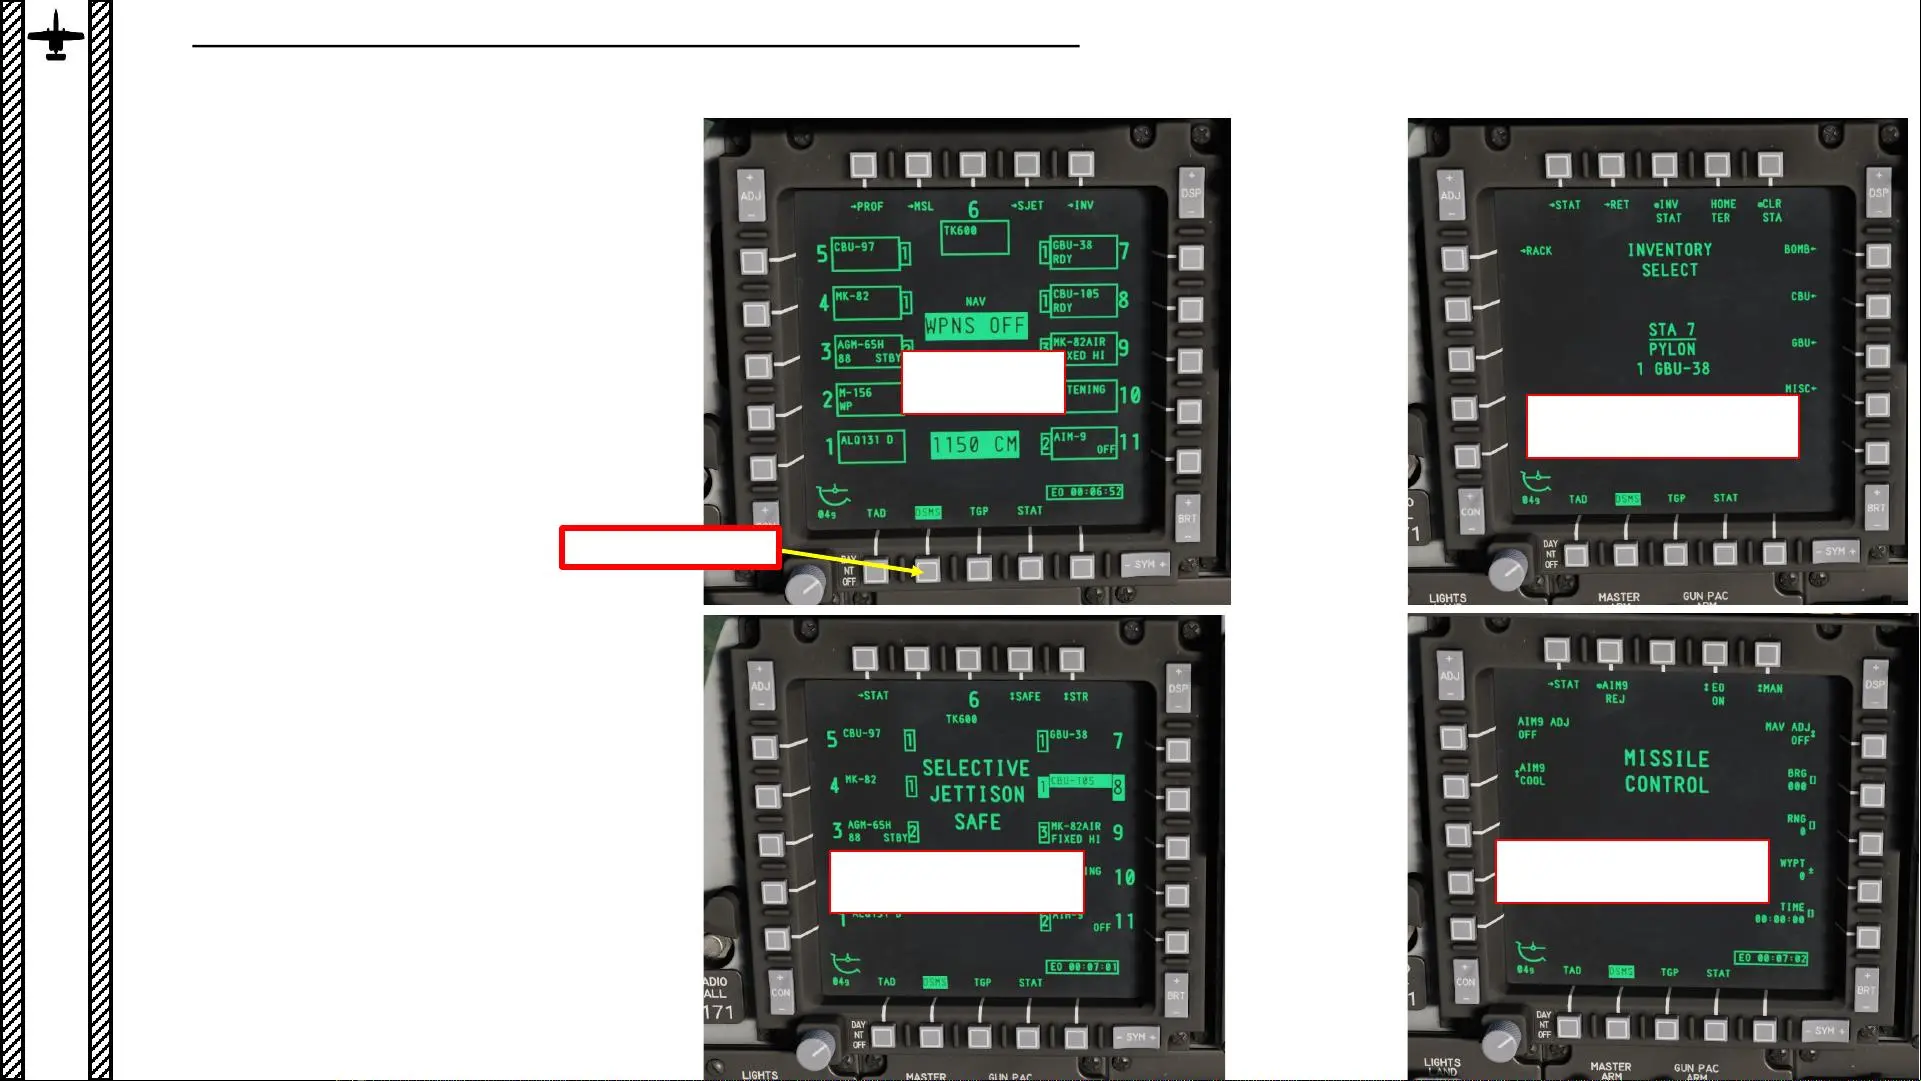 ADJ
DSP
→PROF
→MSL
6
→SJET
→INV
TK600
5 CBU-97 1
1 GBU-38 7
RDY
4 MK-82 1
NAV
1 CBU-105 8
RDY
WPNS OFF
3 AGM-65H
88 STBY
MK-82AIR 9
XED HI
2 M-156
WP
TENING 10
1 ALQ131 D
1150 CM
2 AIM-9 11
OFF
EO 00:06:52
04g
TAD
DSMS
TGP
STAT
CON
BRT
DAY
NT
OFF
- SYM +
ADJ
DSP
→STAT
→RET
INV
STAT
HOME
TER
CLR
STA
→RACK
INVENTORY
SELECT
BOMB←
CBU←
STA 7
PYLON
1 GBU-38
GBU←
MISC←
04g
TAD
DSMS
TGP
STAT
CON
BRT
DAY
NT
OFF
- SYM +
LIGHTS
MASTER
GUN PAC
ADJ
DSP
→STAT
6
↕SAFE
↕STR
TK600
5 CBU-97 1
1 GBU-38 7
4 MK-82 1
SELECTIVE
JETTISON
SAFE
1 CBU-105 8
3 AGM-65H 2
88 STBY
3 MK-82AIR 9
FIXED HI
ING 10
1 ALQ131 D
2 AIM-9 11
OFF
EO 00:07:01
04g
TAD
DSMS
TGP
STAT
CON
BRT
171
DAY
NT
OFF
- SYM +
LIGHTS
MASTER
GUN PAC
ADJ
DSP
→STAT
AIM9
REJ
↕EO
ON
↕MAN
AIM9 ADJ
OFF
MAV ADJ
OFF↕
↕AIM9
COOL
MISSILE
CONTROL
BRG
000
RNG
0
WYPT
0
TIME
00:00:00
EO 00:07:02
04g
TAD
DSMS
TGP
STAT
CON
BRT
DAY
NT
OFF
- SYM +
LIGHTS
MASTER
ARM
GUN PAC
ARM